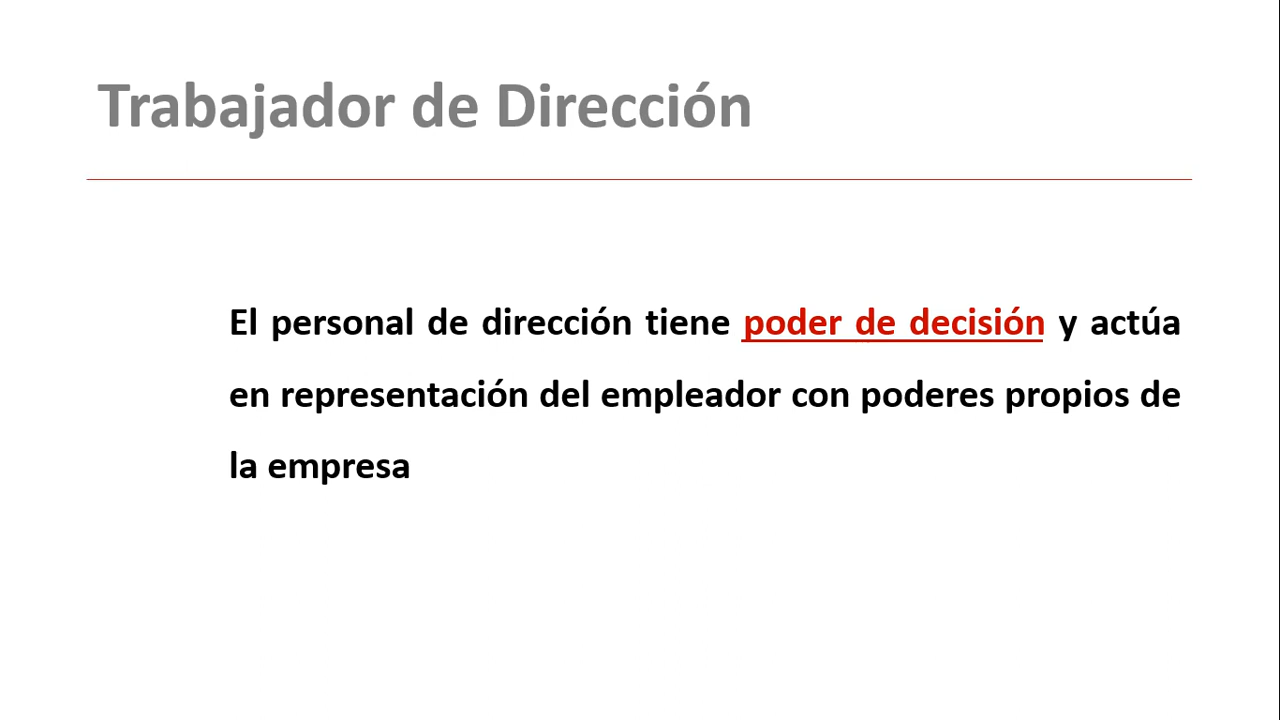 Trabajador de Dirección
El personal de dirección tiene poder de decisión y actúa
en representación del empleador con poderes propios de
la empresa